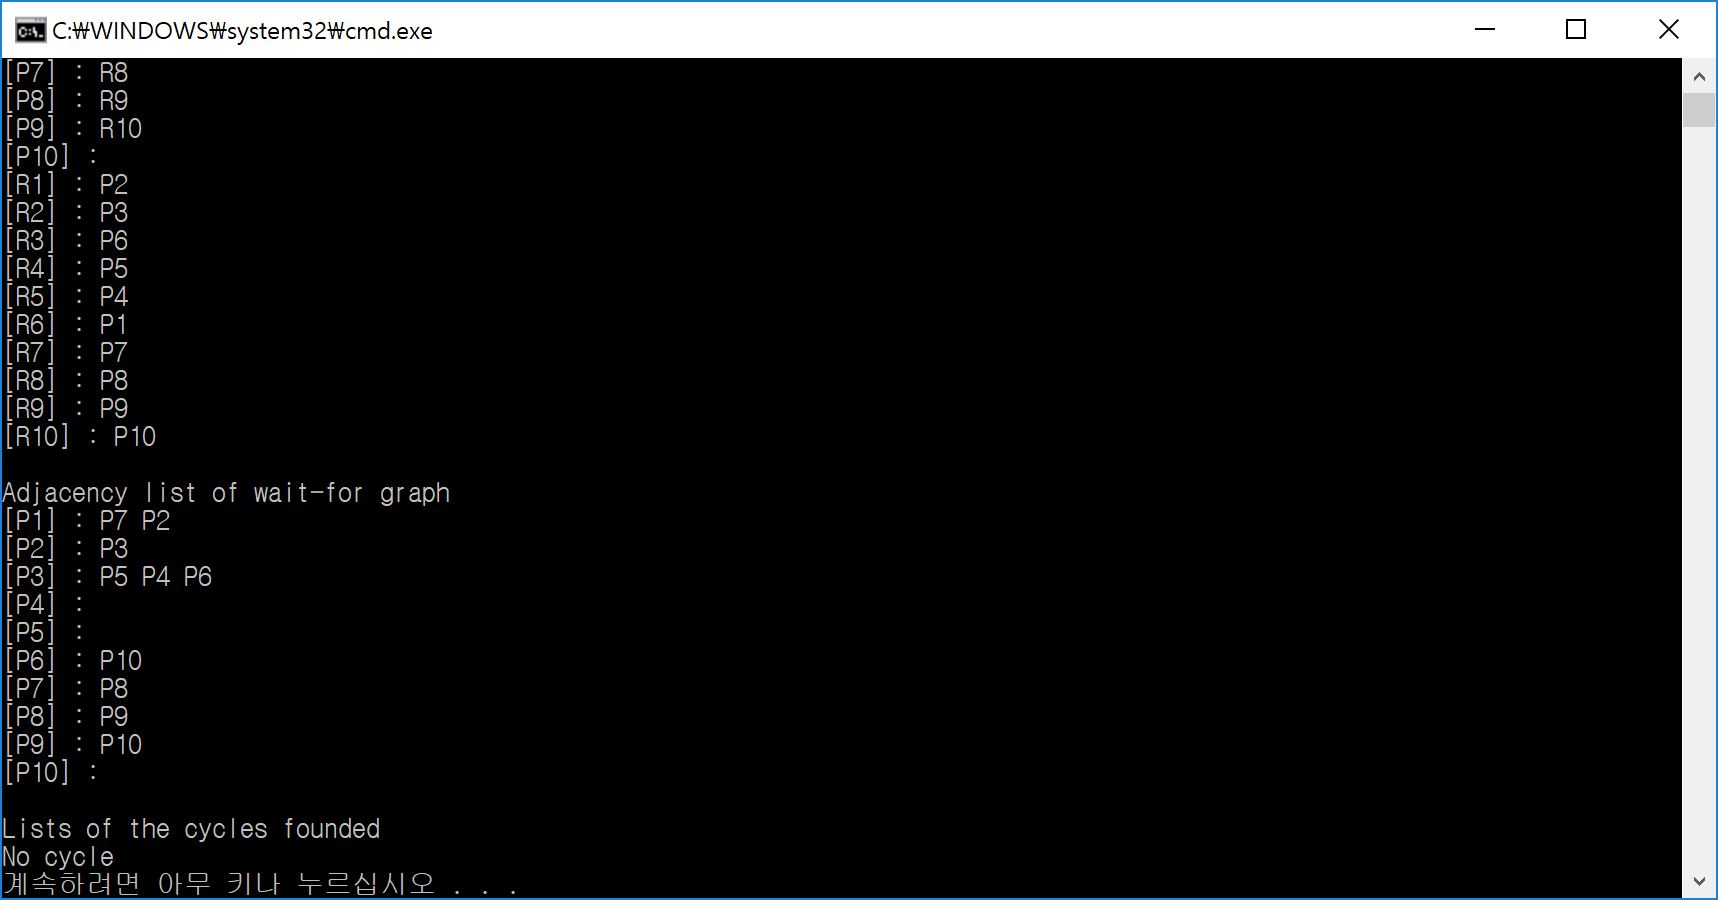 C:₩WINDOWS₩system32₩cmd.exe
[P7] : R8
[P8] : R9
[P9] : R10
[P10] :
[R1] : P2
[R2] : P3
[R3] : P6
[R4] : P5
[R5] : P4
[R6] : P1
[R7] : P7
[R8] : P8
[R9] : P9
[R10] : P10
Adjacency list of wait-for graph
[P1] : P7 P2
[P2] : P3
[P3] : P5 P4 P6
[P4] :
[P5] :
[P6] : P10
[P7] : P8
[P8] : P9
[P9] : P10
[P10] :
Lists of the cycles founded
No cycle
계속하려면 아무 키나 누르십시오 . . .